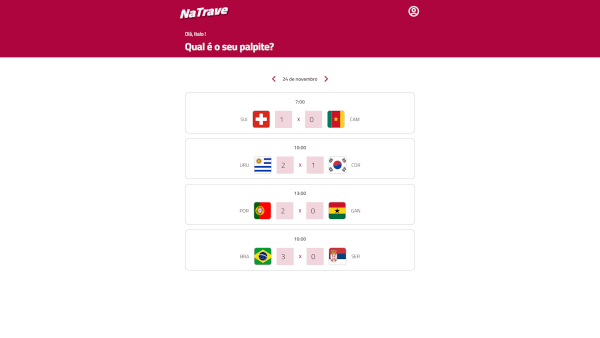 NaTrave
Olá, Italo !
Qual é o seu palpite?
24 de novembro
7:00
SUI 1 X 0 CAM
10:00
URU 2 X 1 COR
13:00
POR 2 X 0 GAN
16:00
BRA 3 X 0 SER